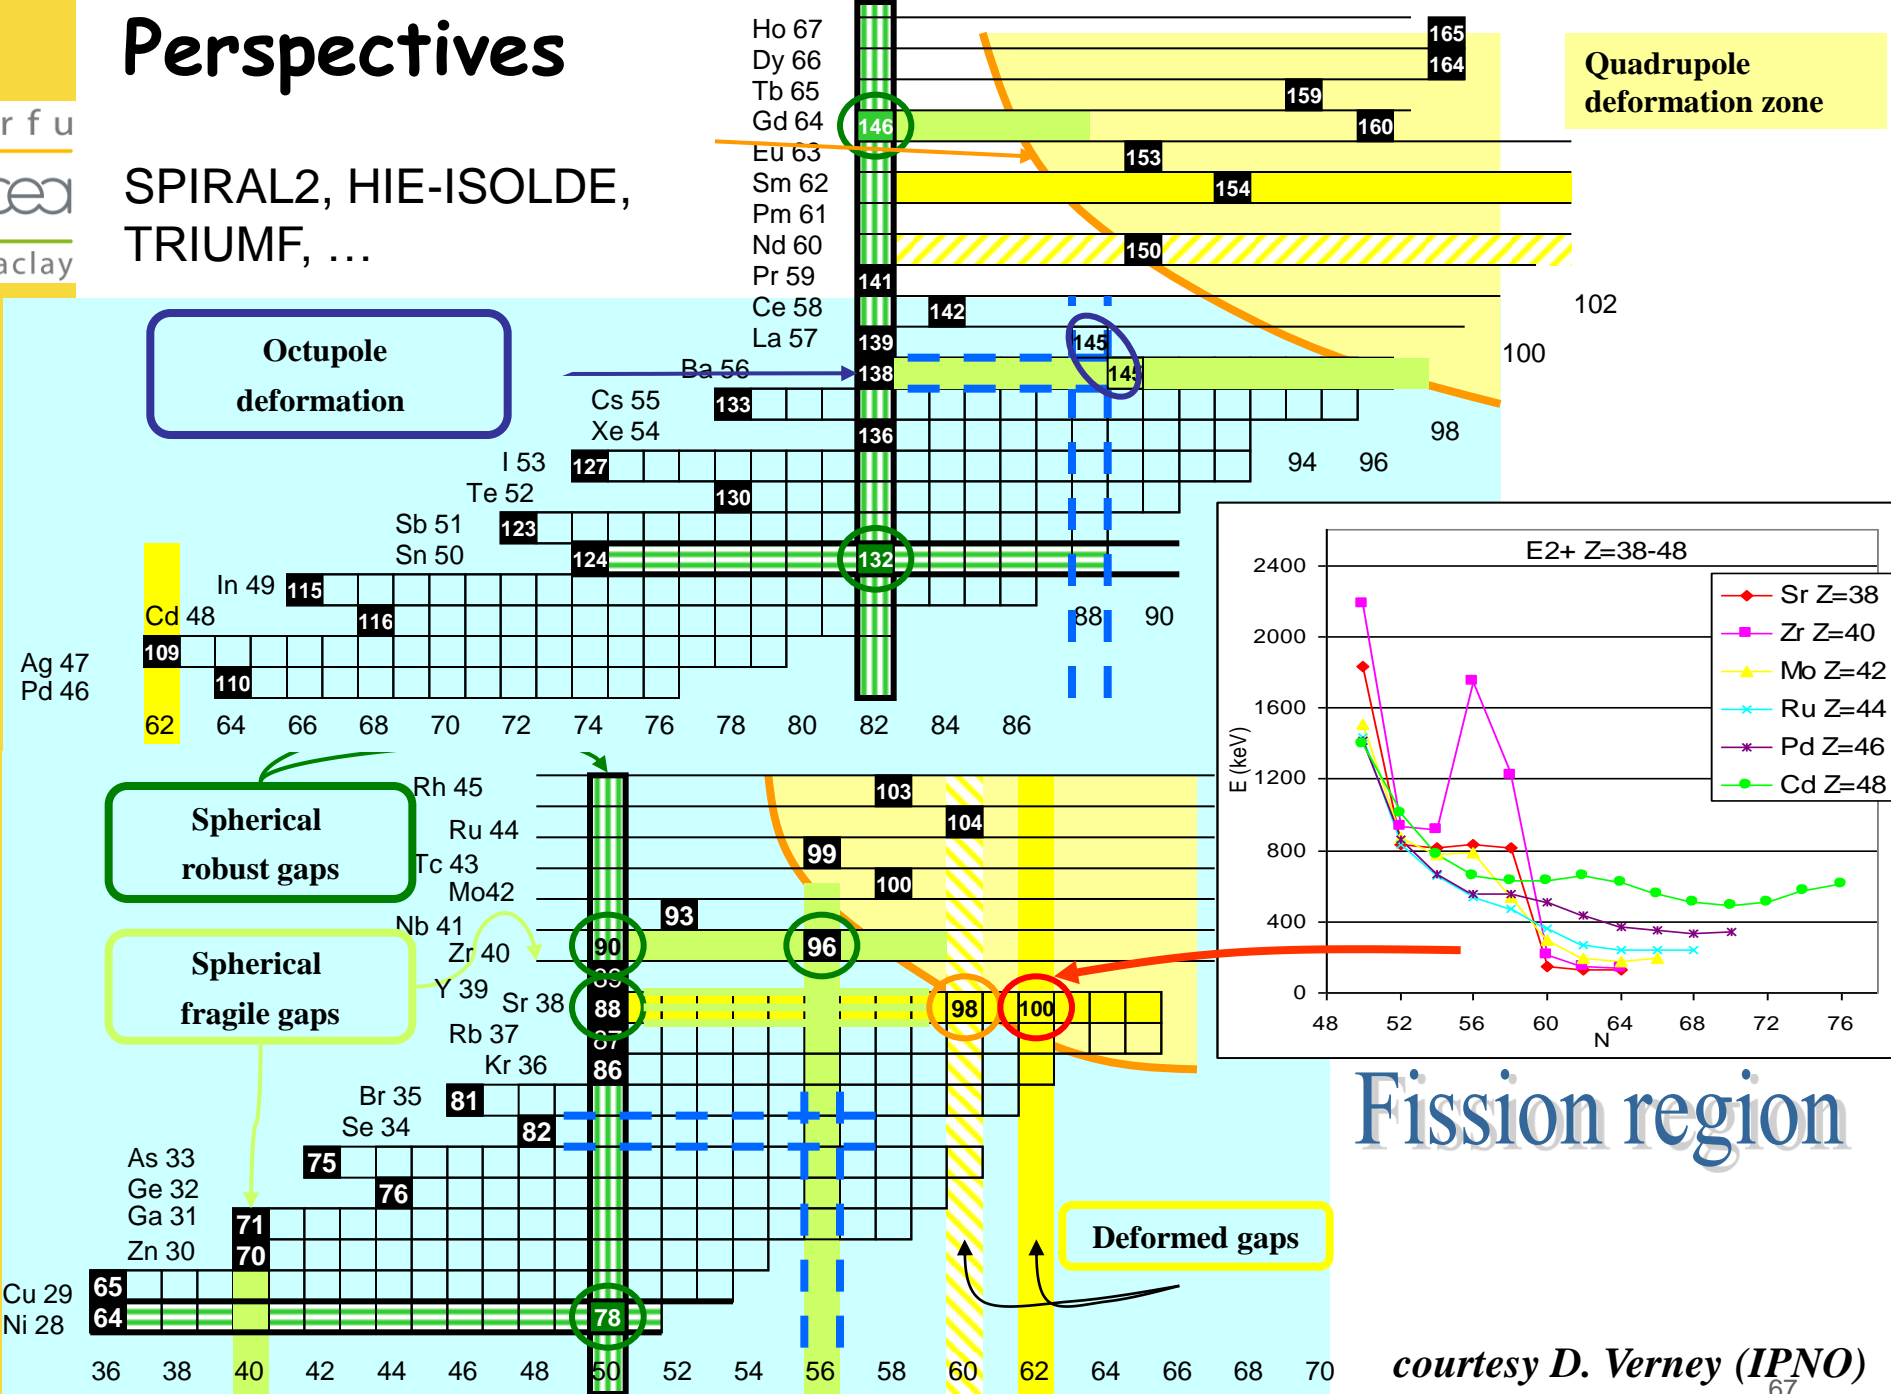 Perspectives
r f u
cea
aclay
SPIRAL2, HIE-ISOLDE,
TRIUMF, …
Quadrupole
deformation zone
Ho 67
165
Dy 66
164
Tb 65
159
Gd 64
146
160
Eu 63
153
Sm 62
154
Pm 61
Nd 60
150
Pr 59
141
Ce 58
142
102
La 57
139
145
100
Ba 56
138
145
Octupole
deformation
Cs 55
133
Xe 54
136
98
I 53
127
94
96
Te 52
130
Sb 51
123
Sn 50
124
132
In 49
115
Cd 48
116
88
90
109
Ag 47
Pd 46
110
62 64 66 68 70 72 74 76 78 80 82 84 86
E2+ Z=38-48
2400
2000
1600
1200
800
400
0
E (keV)
48 52 56 60 64 68 72 76
N
Sr Z=38
Zr Z=40
Mo Z=42
Ru Z=44
Pd Z=46
Cd Z=48
Spherical
robust gaps
Spherical
fragile gaps
Rh 45
103
Ru 44
104
Tc 43
99
Mo42
100
Nb 41
93
Zr 40
90
96
Y 39
89
Sr 38
88
98
100
Rb 37
87
Kr 36
86
Br 35
81
Se 34
82
As 33
75
Ge 32
76
Ga 31
71
Zn 30
70
Cu 29
65
Ni 28
64
78
36 38 40 42 44 46 48 50 52 54 56 58 60 62 64 66 68 70
Fission region
Deformed gaps
courtesy D. Verney (IPNO)
67